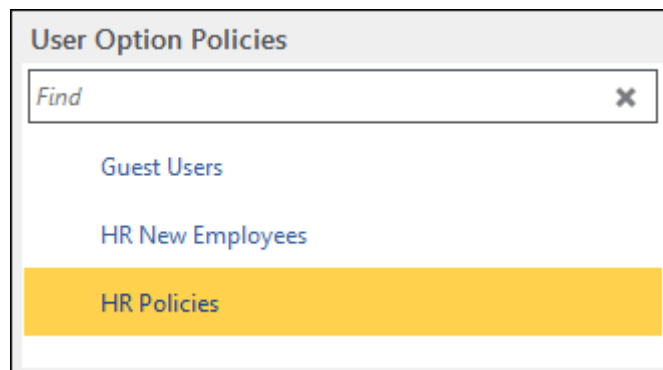 User Option Policies
Find
Guest Users
HR New Employees
HR Policies